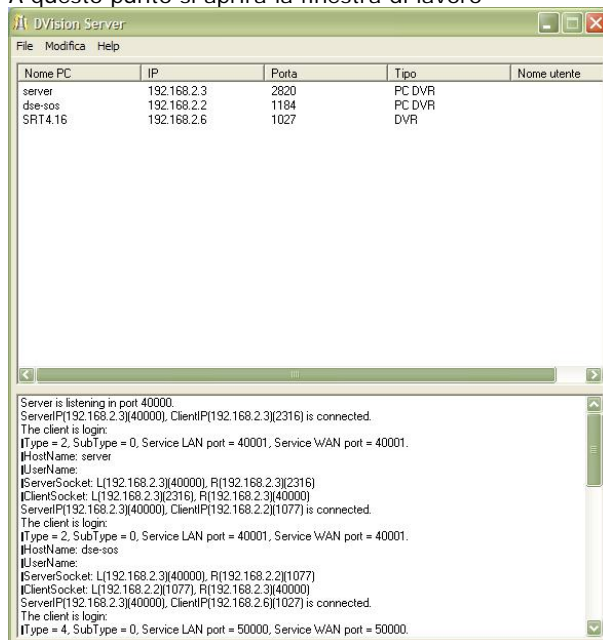 A questo punto si aprirà la finestra di lavoro
DVision Server
File Modifica Help
Nome PC IP Porta Tipo Nome utente
server 192.168.2.3 2820 PC DVR
dse-sos 192.168.2.2 1184 PC DVR
SRT4.16 192.168.2.6 1027 DVR
Server is listening in port 40000.
ServerIP(192.168.2.3)(40000), ClientIP(192.168.2.3)(2316) is connected.
The client is login:
Type = 2, SubType = 0, Service LAN port = 40001, Service WAN port = 40001.
HostName: server
UserName:
ServerSocket: L(192.168.2.3)(40000), R(192.168.2.3)(2316)
ClientSocket: L(192.168.2.3)(2316), R(192.168.2.3)(40000)
ServerIP(192.168.2.3)(40000), ClientIP(192.168.2.2)(1077) is connected.
The client is login:
Type = 2, SubType = 0, Service LAN port = 40001, Service WAN port = 40001.
HostName: dse-sos
UserName:
ServerSocket: L(192.168.2.3)(40000), R(192.168.2.2)(1077)
ClientSocket: L(192.168.2.2)(1077), R(192.168.2.3)(40000)
ServerIP(192.168.2.3)(40000), ClientIP(192.168.2.6)(1027) is connected.
The client is login:
Type = 4, SubType = 0, Service LAN port = 50000, Service WAN port = 50000.